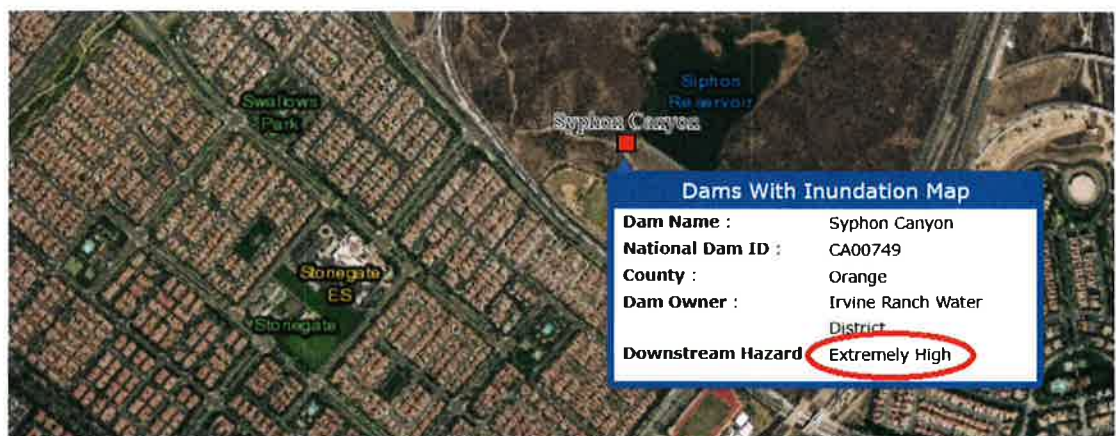 Swallows
Park
Siphon
Reservoir
Syphon Canyon
Dams With Inundation Map
Dam Name : Syphon Canyon
National Dam ID : CA00749
County : Orange
Dam Owner : Irvine Ranch Water
District
Downstream Hazard Extremely High
Stonegate
ES
Stonegate